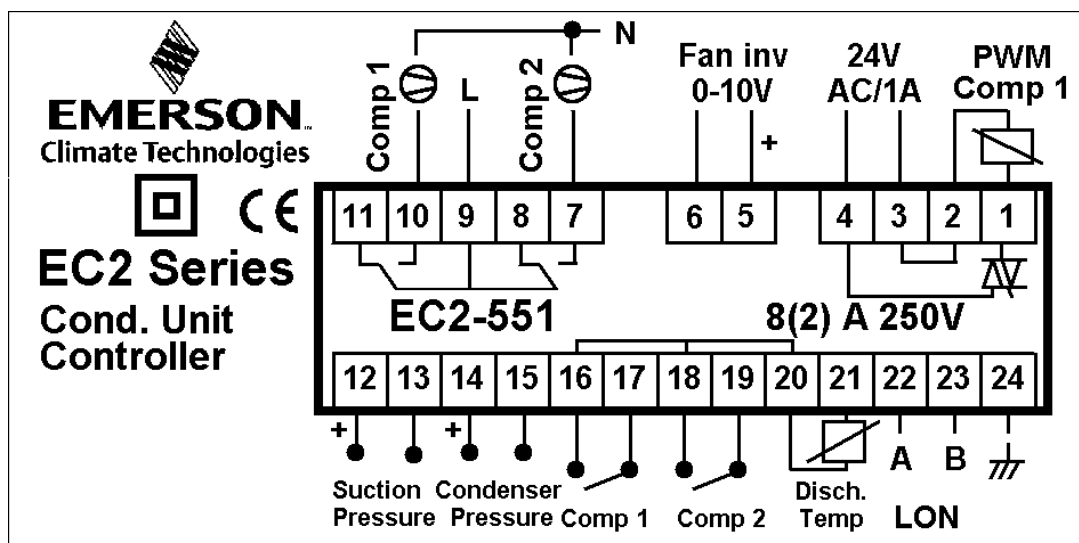 EMERSON™
Climate Technologies
CE
EC2 Series
Cond. Unit
Controller
Comp 1
L
Comp 2
N
Fan inv
0-10V
+
24V
AC/1A
PWM
Comp 1
11 10 9 8 7 6 5 4 3 2 1
EC2-551
8(2) A 250V
12 13 14 15 16 17 18 19 20 21 22 23 24
+ +
A B
Suction
Pressure
Condenser
Pressure
Comp 1
Comp 2
Disch.
Temp
LON